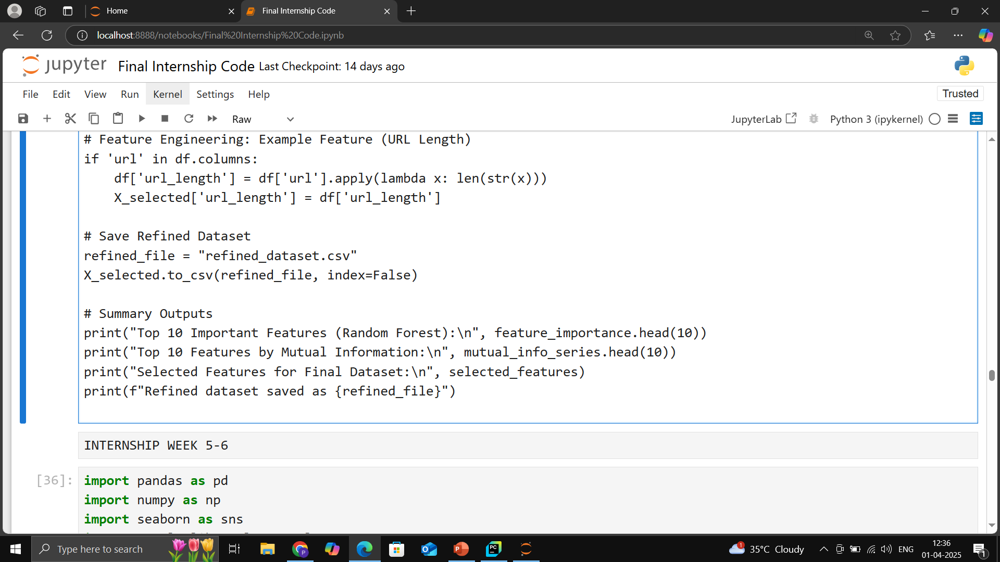 Home
Final Internship Code
localhost:8888/notebooks/Final%20Internship%20Code.ipynb
jupyter Final Internship Code Last Checkpoint: 14 days ago
File Edit View Run Kernel Settings Help Trusted
Raw JupyterLab Python 3 (ipykernel)
# Feature Engineering: Example Feature (URL Length)
if 'url' in df.columns:
    df['url_length'] = df['url'].apply(lambda x: len(str(x)))
    X_selected['url_length'] = df['url_length']
# Save Refined Dataset
refined_file = "refined_dataset.csv"
X_selected.to_csv(refined_file, index=False)
# Summary Outputs
print("Top 10 Important Features (Random Forest):\n", feature_importance.head(10))
print("Top 10 Features by Mutual Information:\n", mutual_info_series.head(10))
print("Selected Features for Final Dataset:\n", selected_features)
print(f"Refined dataset saved as {refined_file}")
INTERNSHIP WEEK 5-6
[36]: import pandas as pd
import numpy as np
import seaborn as sns
Type here to search
P
P
PC
1
35°C Cloudy
ENG
12:36
01-04-2025
1